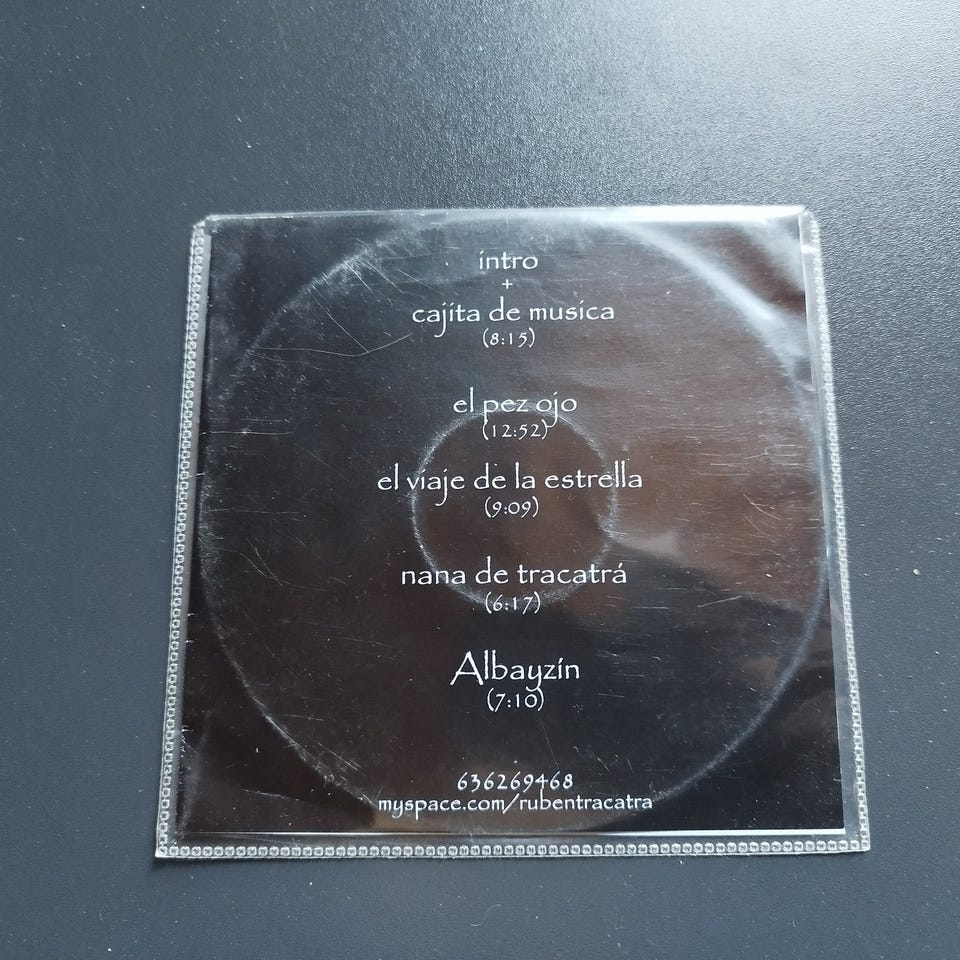 intro
+
cajita de musica
(8:15)
el pez ojo
(12:52)
el viaje de la estrella
(9:09)
nana de tracatrá
(6:17)
Albayzín
(7:10)
636269468
myspace.com/rubentracatra